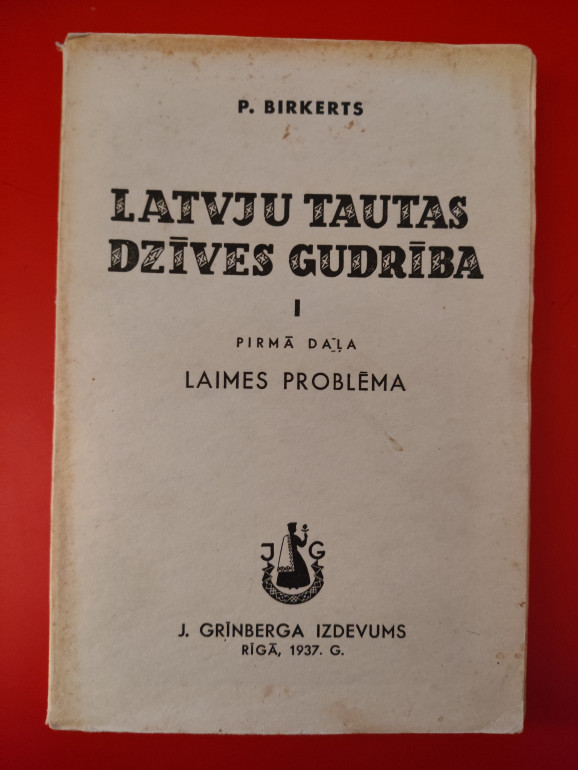 P. BIRKERTS
LATVJU TAUTAS
DZĪVES GUDRĪBA
I
PIRMĀ DAĻA
LAIMES PROBLĒMA
J G
J. GRĪNBERGA IZDEVUMS
RĪGĀ, 1937. G.